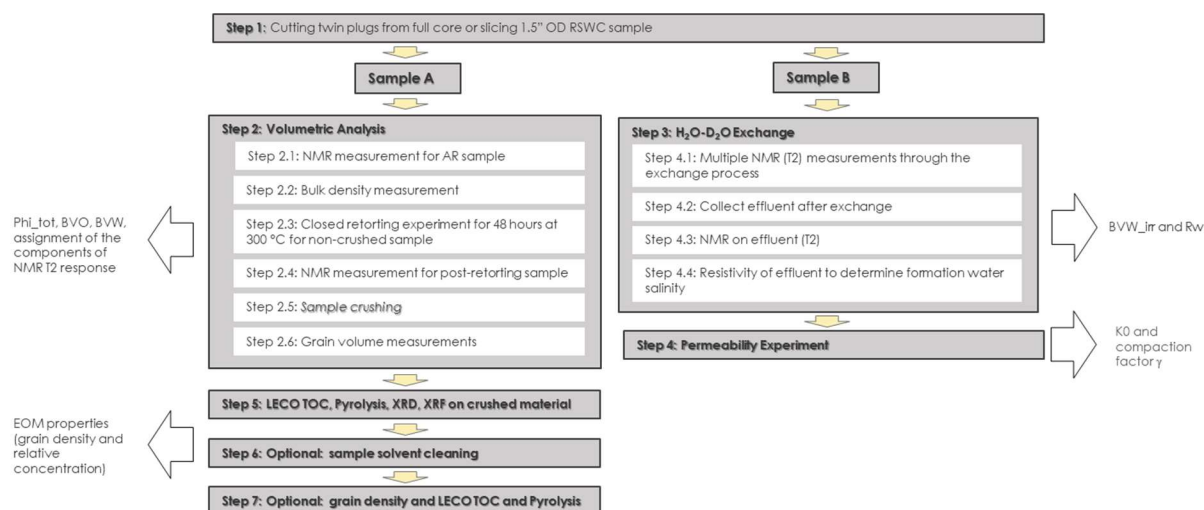 Step 1: Cutting twin plugs from full core or slicing 1.5" OD RSWC sample
Sample A
Sample B
Step 2: Volumetric Analysis
Step 2.1: NMR measurement for AR sample
Step 2.2: Bulk density measurement
Step 2.3: Closed retorting experiment for 48 hours at
300 °C for non-crushed sample
Step 2.4: NMR measurement for post-retorting sample
Step 2.5: Sample crushing
Step 2.6: Grain volume measurements
Phi_tot, BVO, BVW,
assignment of the
components of
NMR T2 response
Step 3: H₂O-D₂O Exchange
Step 4.1: Multiple NMR (T2) measurements through the
exchange process
Step 4.2: Collect effluent after exchange
Step 4.3: NMR on effluent (T2)
Step 4.4: Resistivity of effluent to determine formation water
salinity
BVW_irr and Rw
Step 4: Permeability Experiment
K0 and
compaction
factor γ
Step 5: LECO TOC, Pyrolysis, XRD, XRF on crushed material
Step 6: Optional: sample solvent cleaning
Step 7: Optional: grain density and LECO TOC and Pyrolysis
EOM properties
(grain density and
relative
concentration)